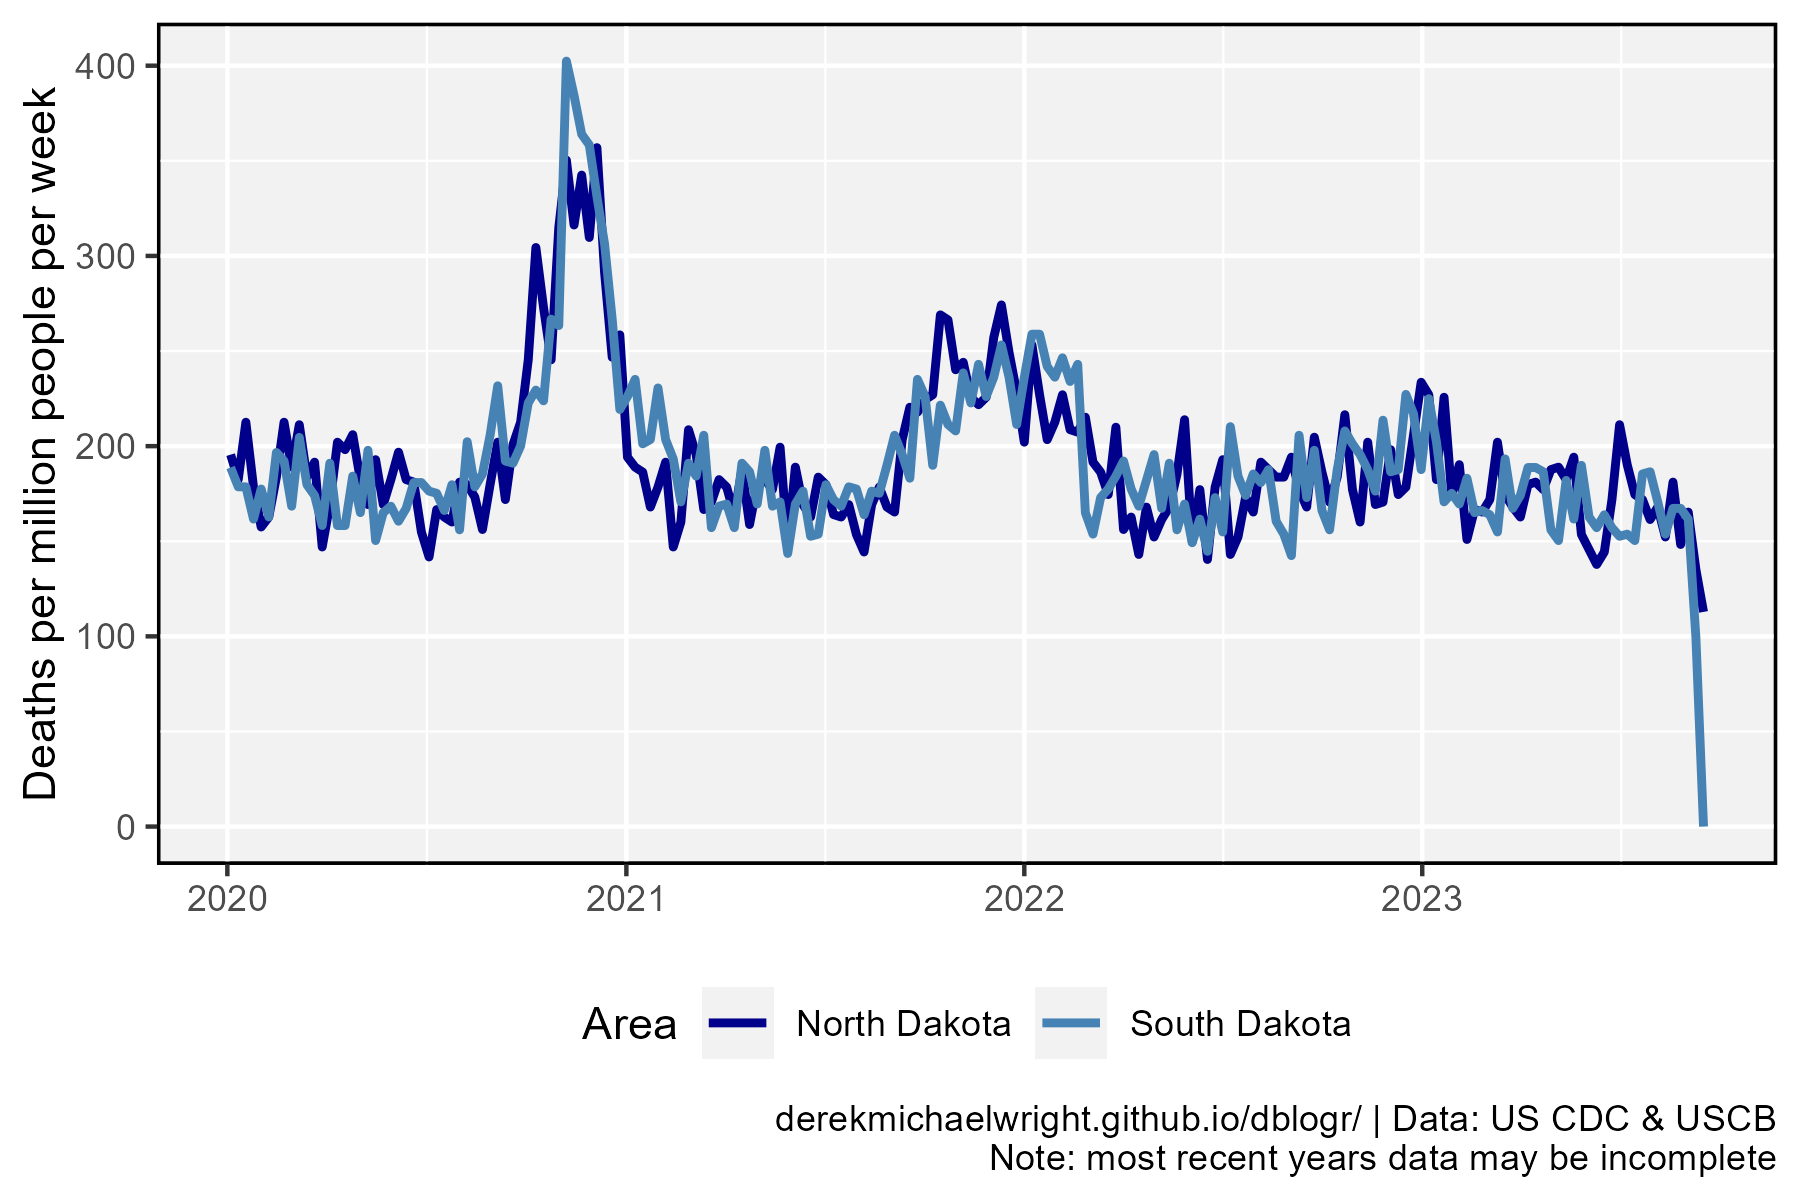 Deaths per million people per week
400
300
200
100
0
2020
2021
2022
2023
Area
North Dakota
South Dakota
derekmichaelwright.github.io/dblogr/ | Data: US CDC & USCB
Note: most recent years data may be incomplete